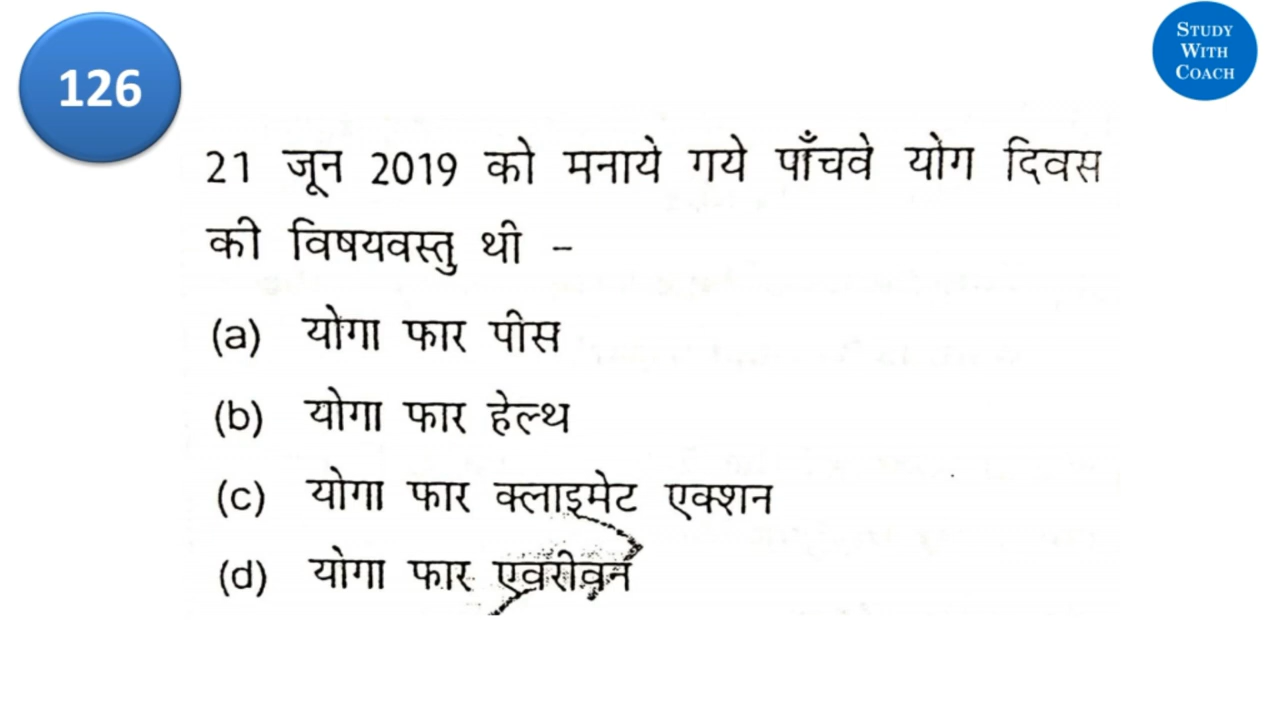 126
STUDY
WITH
COACH
21 जून 2019 को मनाये गये पाँचवे योग दिवस
की विषयवस्तु थी -
(a) योगा फार पीस
(b) योगा फार हेल्थ
(c) योगा फार क्लाइमेट एक्शन
(d) योगा फार एवरीवन